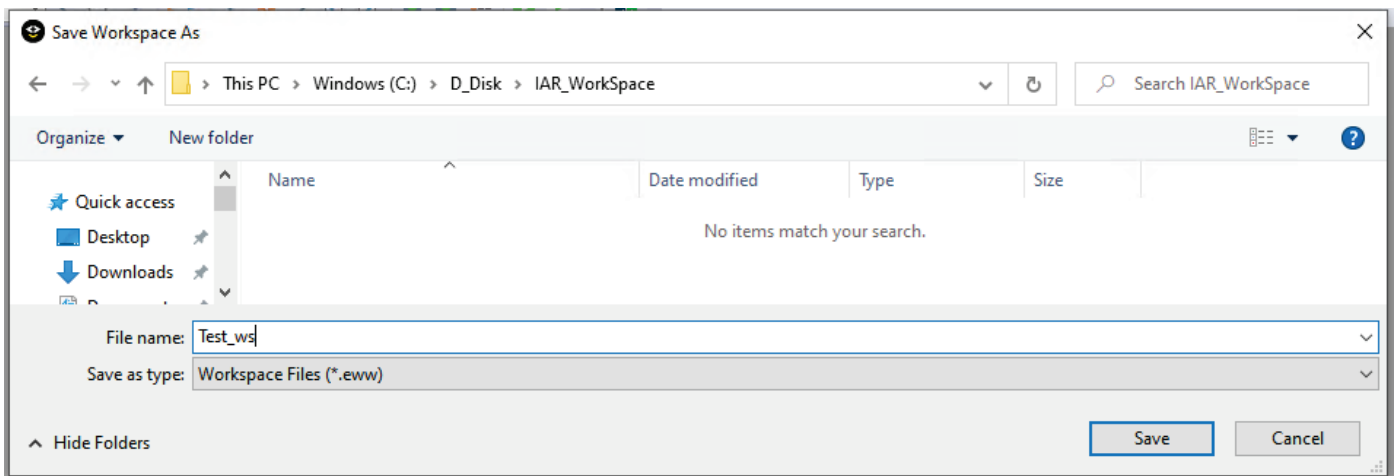 Save Workspace As
This PC > Windows (C:) > D_Disk > IAR_WorkSpace
Search IAR_WorkSpace
Organize
New folder
Name
Date modified
Type
Size
No items match your search.
Quick access
Desktop
Downloads
File name: Test_ws
Save as type: Workspace Files (*.eww)
Hide Folders
Save
Cancel